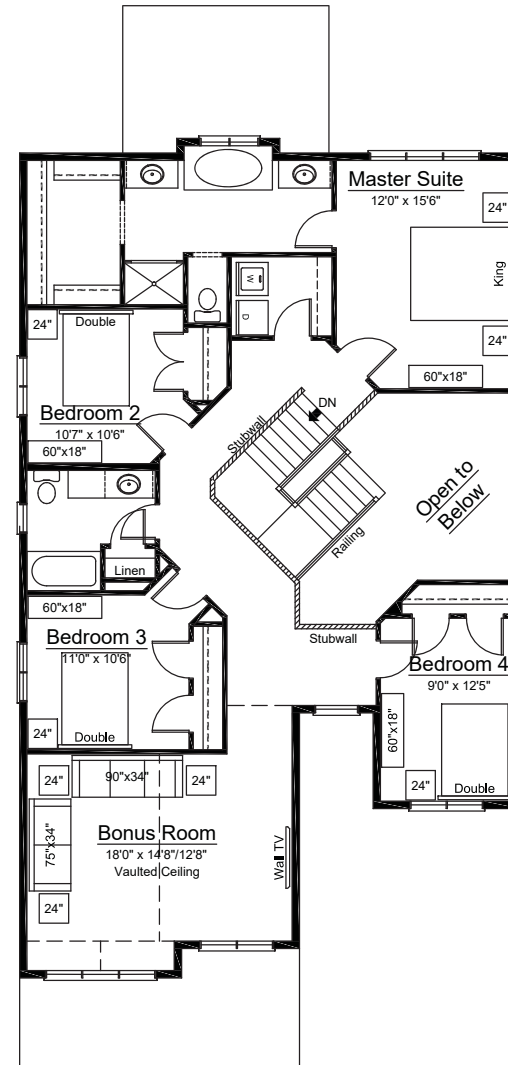 Master Suite
12'0" x 15'6"
24"
King
24"
60"x18"
W
D
24"
Double
Bedroom 2
10'7" x 10'6"
60"x18"
DN
Stubwall
Railing
Open to
Below
Linen
60"x18"
Bedroom 3
11'0" x 10'6"
24"
Double
Stubwall
Bedroom 4
9'0" x 12'5"
60"x18"
24"
Double
24"
90"x34"
24"
75"x34"
Bonus Room
18'0" x 14'8"/12'8"
Vaulted Ceiling
Wall TV
24"